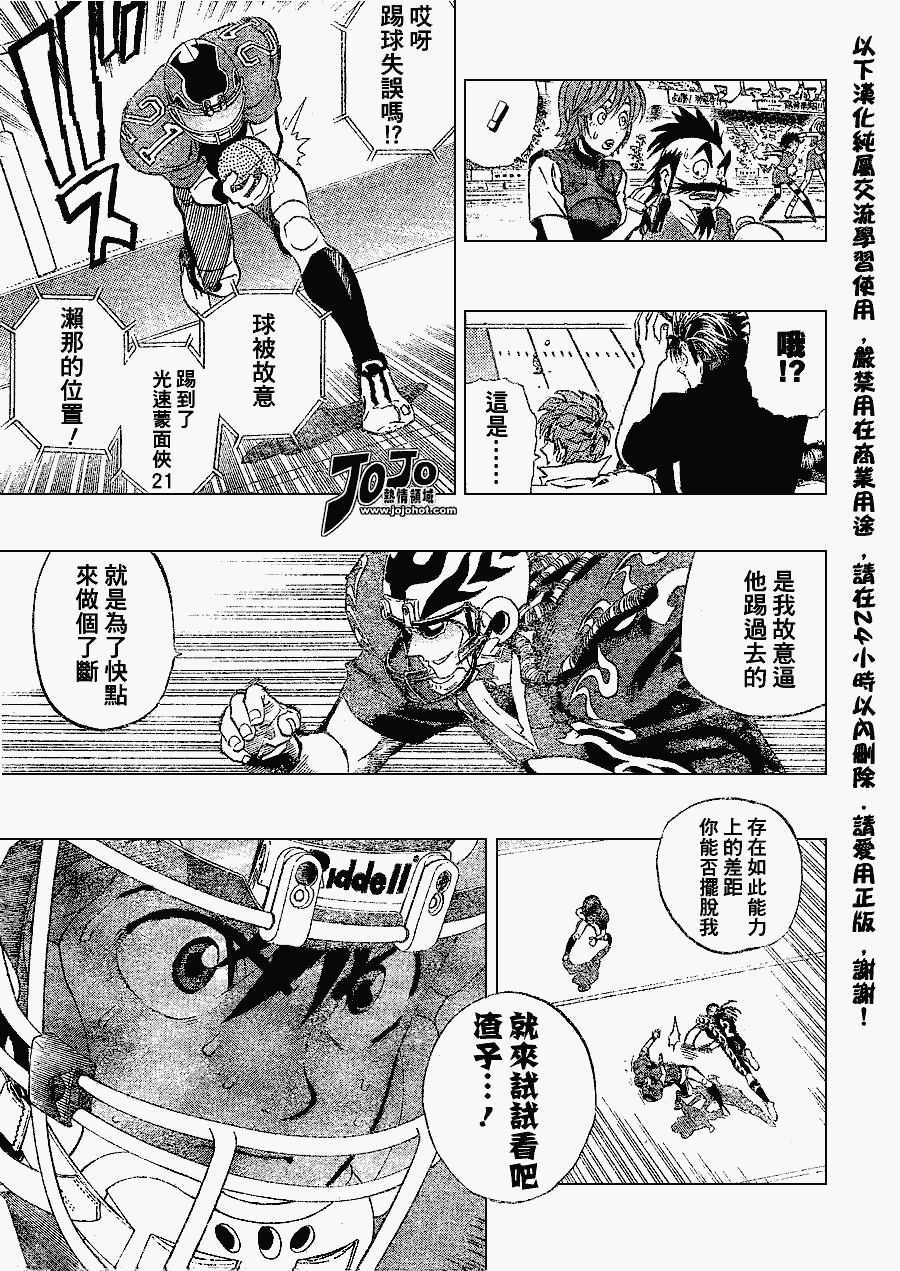 以下漢化純屬交流學習使用，嚴禁用在商業用途，請在24小時以內刪除．請愛用正版，謝謝！
！
哦!?
這是……
哎呀
踢球失誤嗎!?
21
球被故意
踢到了
光速蒙面俠21
瀨那的位置！
JOJO
熱情領域
www.jojohot.com
是我故意逼
他踢過去的
就是為了快點
來做個了斷
存在如此能力
上的差距
你能否擺脫我
就來試試看吧
渣子…！
Riddell